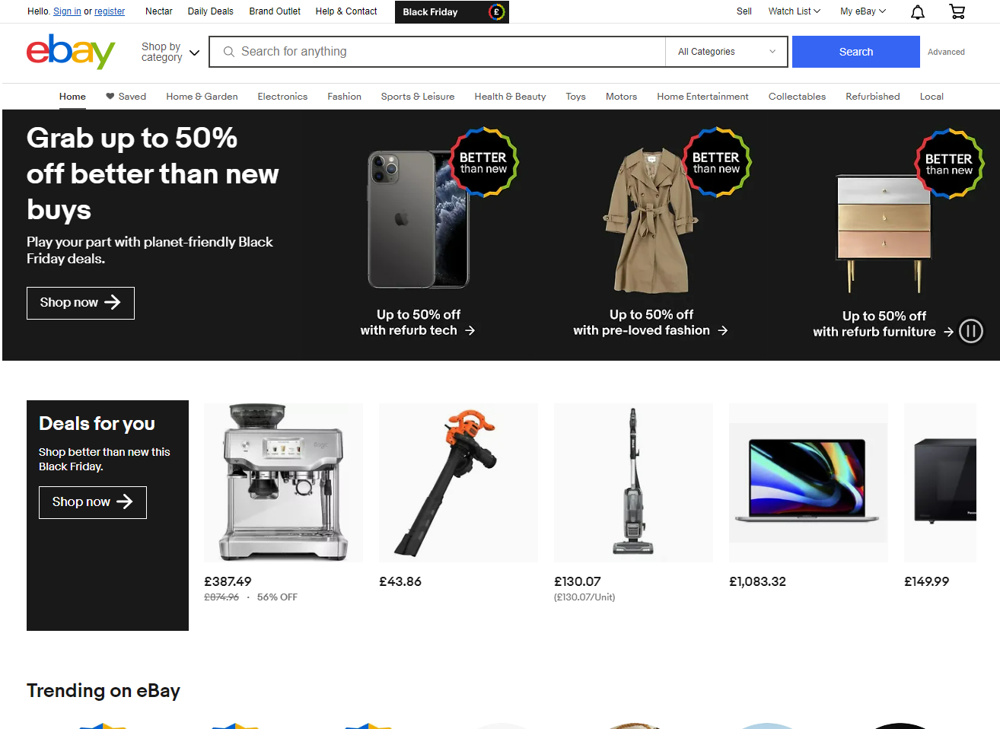 Hello. Sign in or register
Nectar
Daily Deals
Brand Outlet
Help & Contact
Black Friday
£
Sell
Watch List
My eBay
ebay
Shop by
category
Search for anything
All Categories
Search
Advanced
Home
Saved
Home & Garden
Electronics
Fashion
Sports & Leisure
Health & Beauty
Toys
Motors
Home Entertainment
Collectables
Refurbished
Local
Grab up to 50%
off better than new
buys
Play your part with planet-friendly Black
Friday deals.
Shop now
BETTER
than new
Up to 50% off
with refurb tech
BETTER
than new
Up to 50% off
with pre-loved fashion
BETTER
than new
Up to 50% off
with refurb furniture
Deals for you
Shop better than new this
Black Friday.
Shop now
£387.49
£874.96 · 56% OFF
£43.86
£130.07
(£130.07/Unit)
£1,083.32
£149.99
Trending on eBay